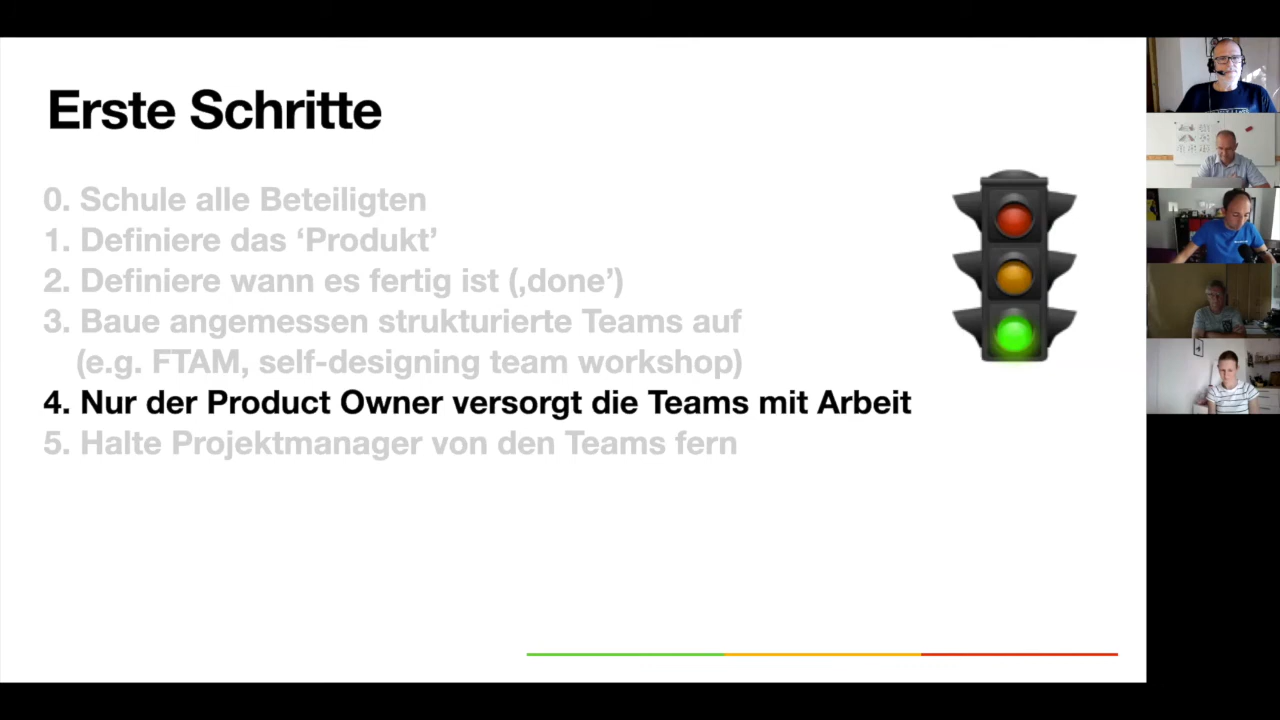 Erste Schritte
0. Schule alle Beteiligten
1. Definiere das ‘Produkt’
2. Definiere wann es fertig ist (‚done’)
3. Baue angemessen strukturierte Teams auf
(e.g. FTAM, self-designing team workshop)
4. Nur der Product Owner versorgt die Teams mit Arbeit
5. Halte Projektmanager von den Teams fern